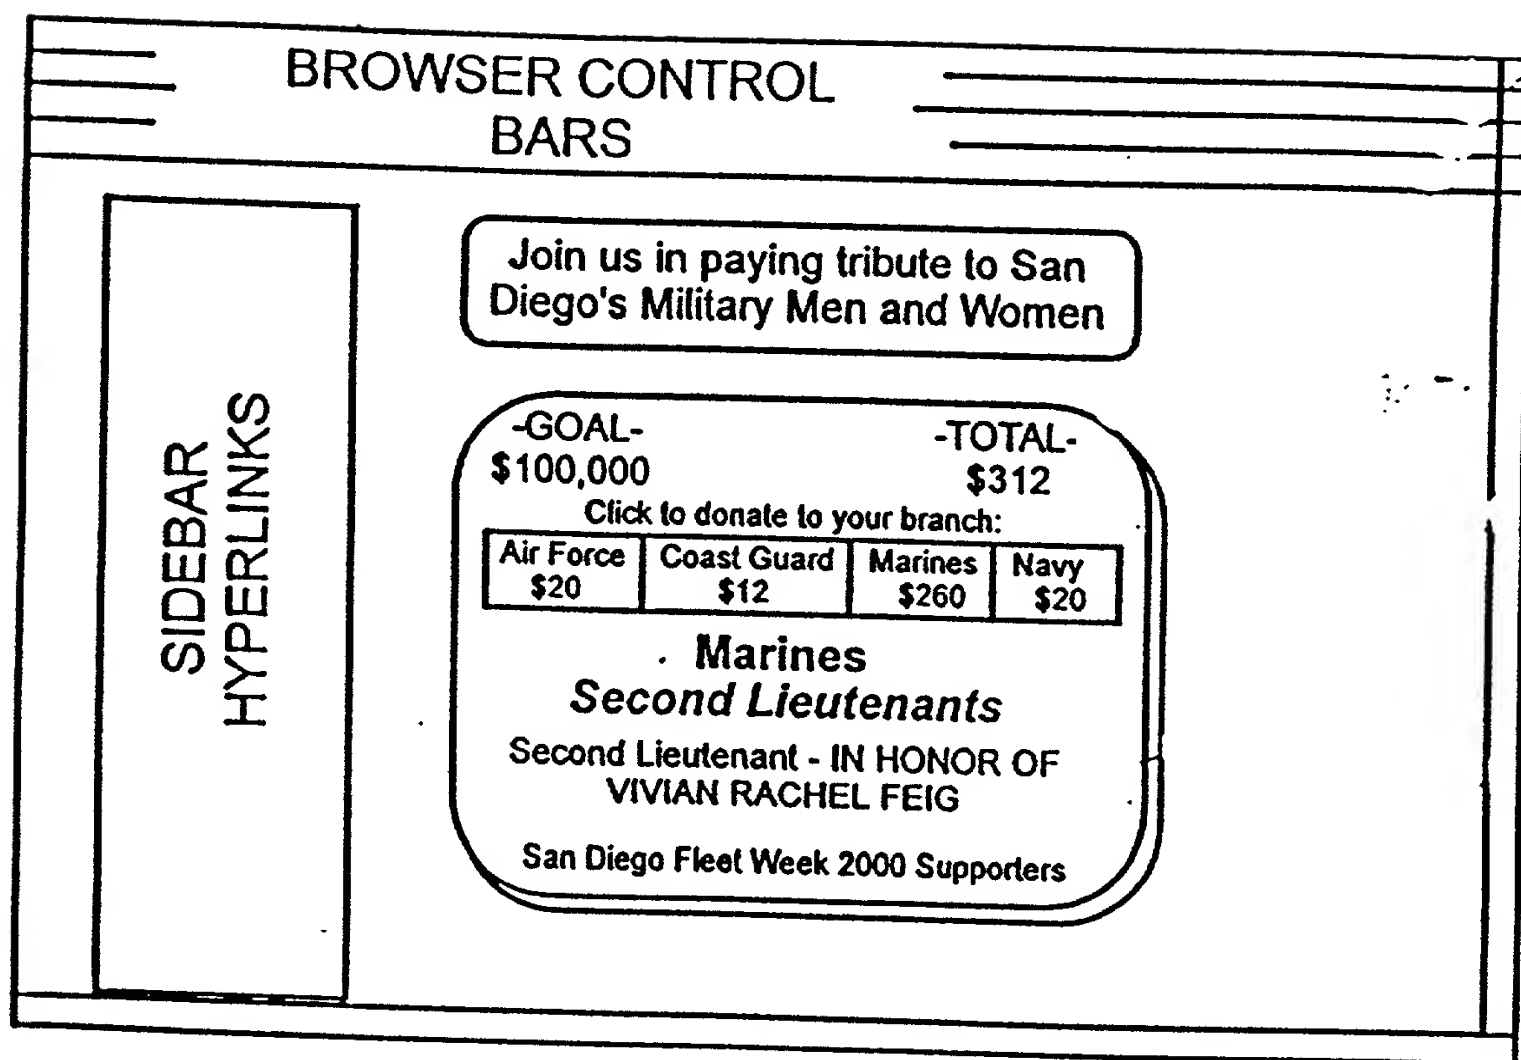 BROWSER CONTROL
BARS
SIDEBAR
HYPERLINKS
Join us in paying tribute to San
Diego's Military Men and Women
-GOAL-
$100,000
-TOTAL-
$312
Click to donate to your branch:
Air Force
$20
Coast Guard
$12
Marines
$260
Navy
$20
Marines
Second Lieutenants
Second Lieutenant - IN HONOR OF
VIVIAN RACHEL FEIG
San Diego Fleet Week 2000 Supporters